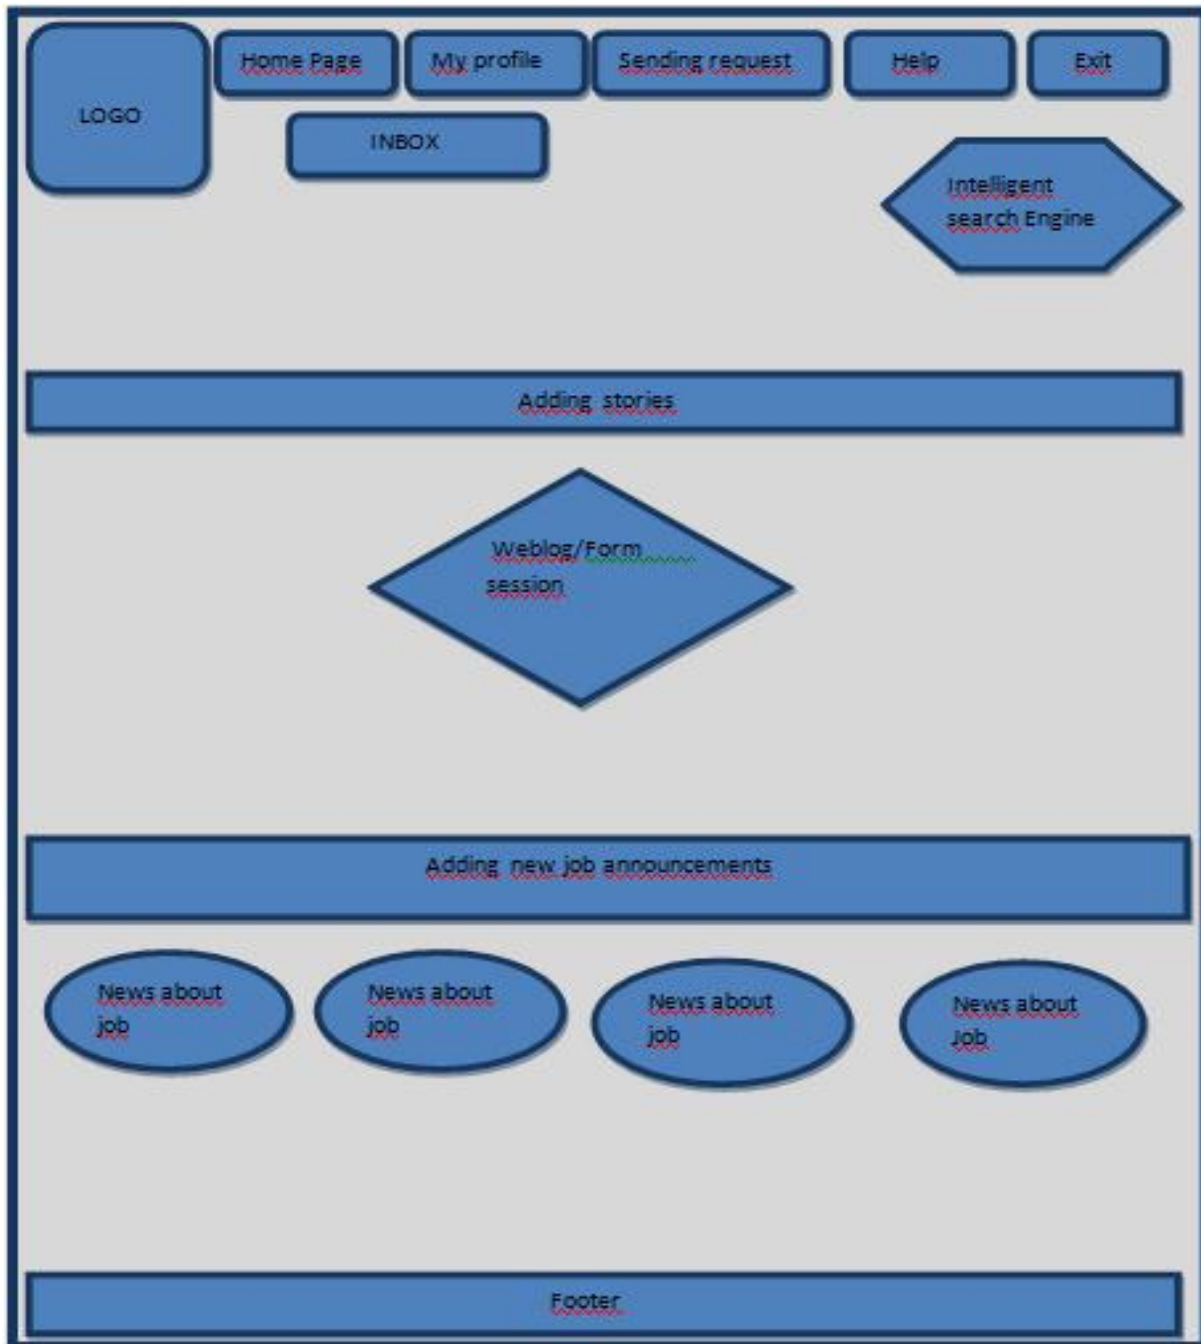 LOGO
Home Page
My profile
Sending request
Help
Exit
INBOX
Intelligent
search Engine
Adding stories
Weblog/Form
session
Adding new job announcements
News about
job
News about
job
News about
job
News about
Job
Footer